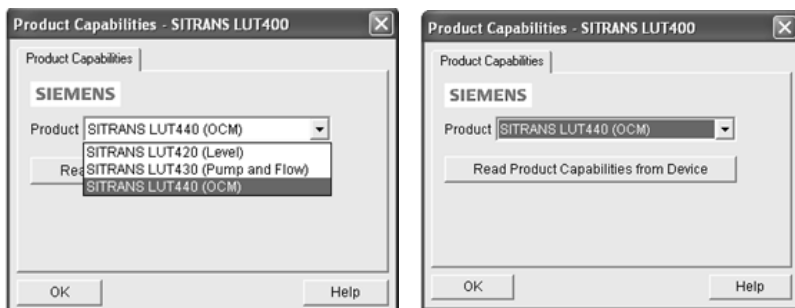 Product Capabilities - SITRANS LUT400
Product Capabilities
SIEMENS
Product SITRANS LUT440 (OCM)
SITRANS LUT420 (Level)
Rea SITRANS LUT430 (Pump and Flow)
SITRANS LUT440 (OCM)
OK Help
Product Capabilities - SITRANS LUT400
Product Capabilities
SIEMENS
Product SITRANS LUT440 (OCM)
Read Product Capabilities from Device
OK Help